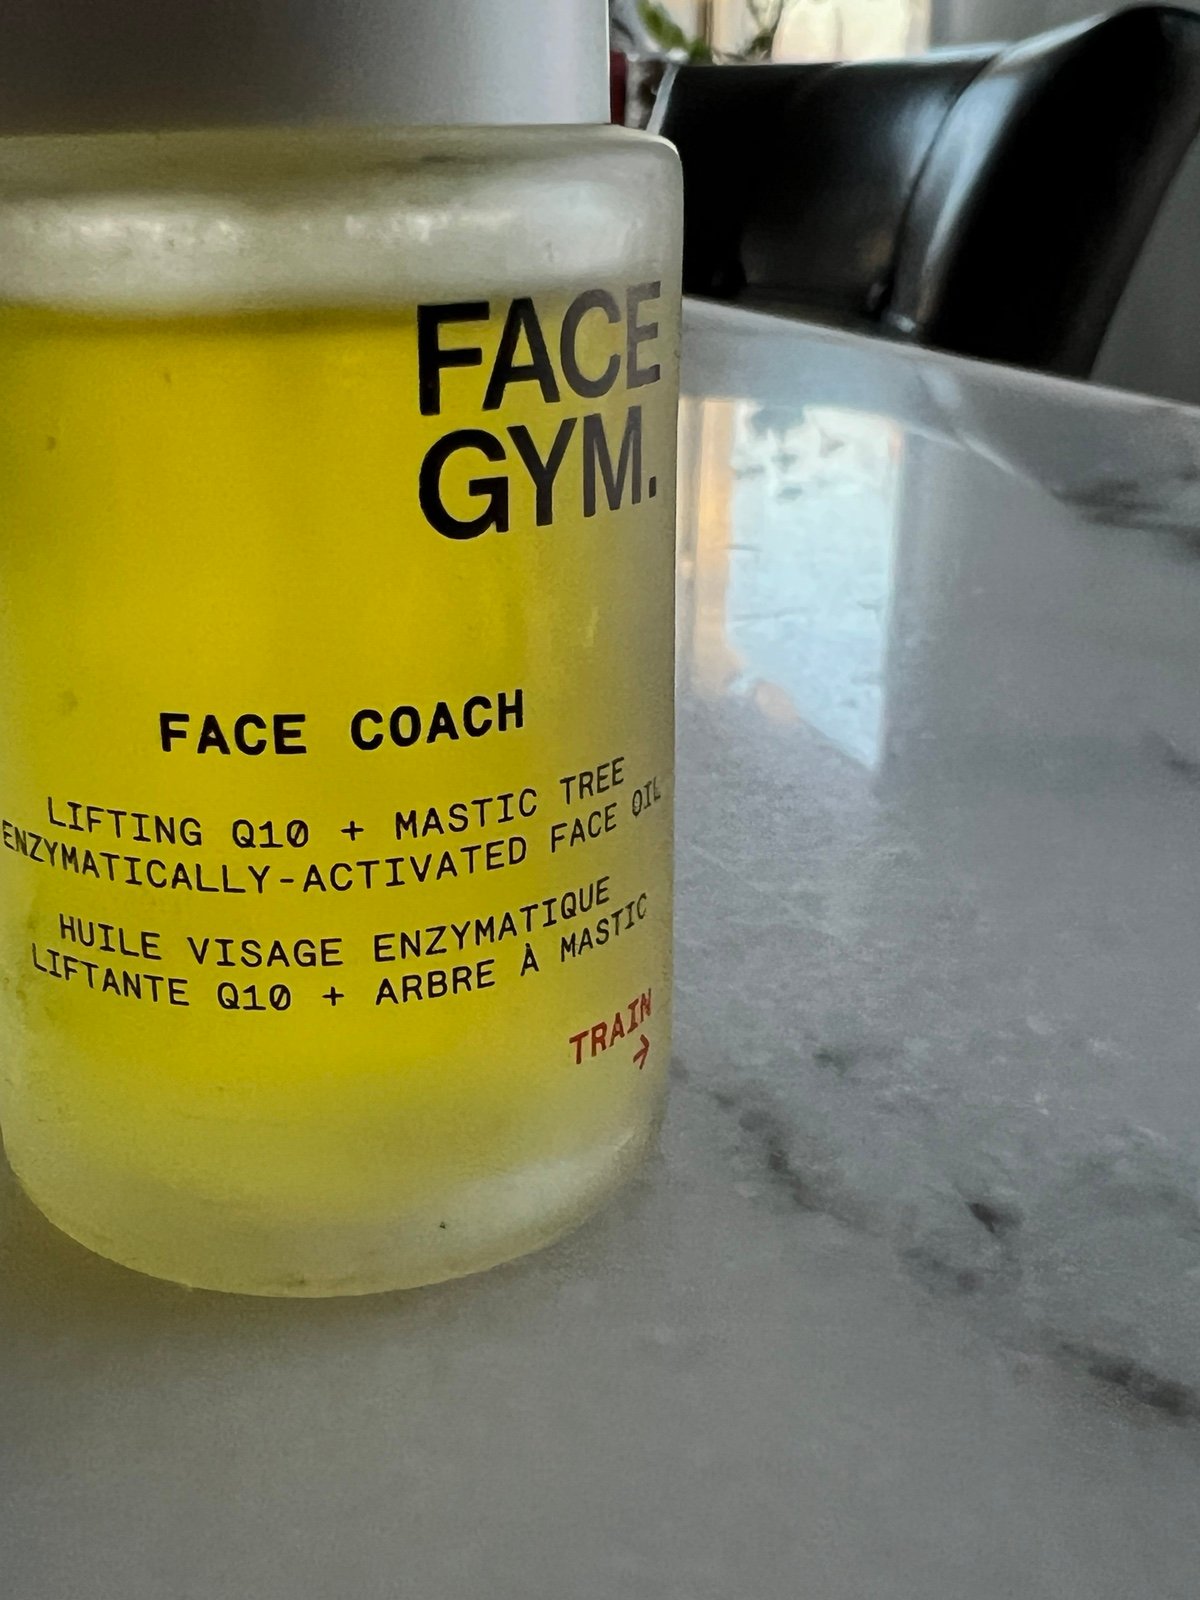 FACE
GYM.
FACE COACH
LIFTING Q10 + MASTIC TREE
ENZYMATICALLY-ACTIVATED FACE OIL
HUILE VISAGE ENZYMATIQUE
LIFTANTE Q10 + ARBRE À MASTIC
TRAIN
→